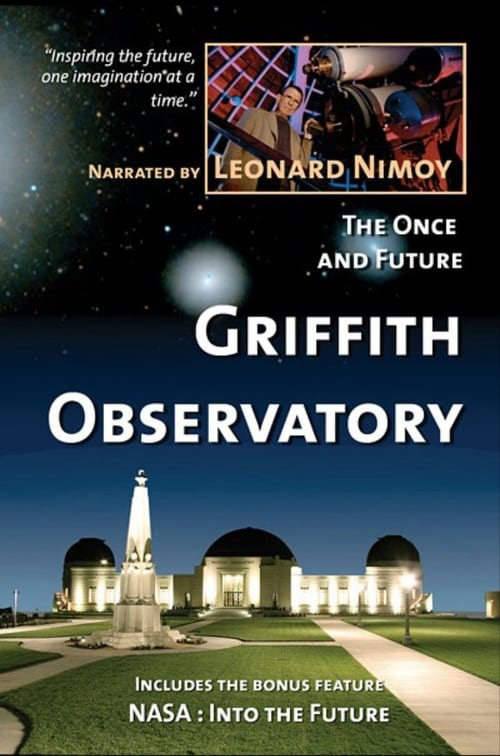 “Inspiring the future,
one imagination at a
time.”
NARRATED BY LEONARD NIMOY
THE ONCE
AND FUTURE
GRIFFITH
OBSERVATORY
INCLUDES THE BONUS FEATURE
NASA : INTO THE FUTURE